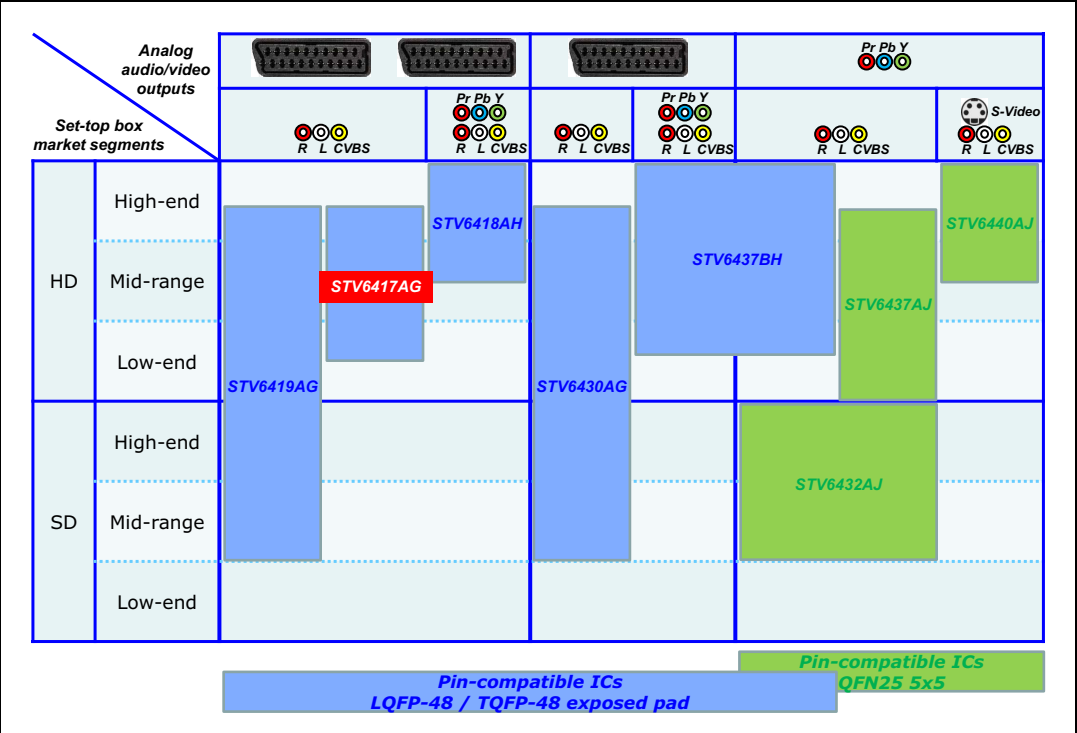 Analog
audio/video
outputs
Set-top box
market segments
Pr Pb Y
R L CVBS
Pr Pb Y
R L CVBS
R L CVBS
Pr Pb Y
R L CVBS
R L CVBS
S-Video
R L CVBS
HD
High-end
Mid-range
Low-end
SD
High-end
Mid-range
Low-end
STV6419AG
STV6417AG
STV6418AH
STV6430AG
STV6437BH
STV6437AJ
STV6440AJ
STV6432AJ
Pin-compatible ICs
QFN25 5x5
Pin-compatible ICs
LQFP-48 / TQFP-48 exposed pad